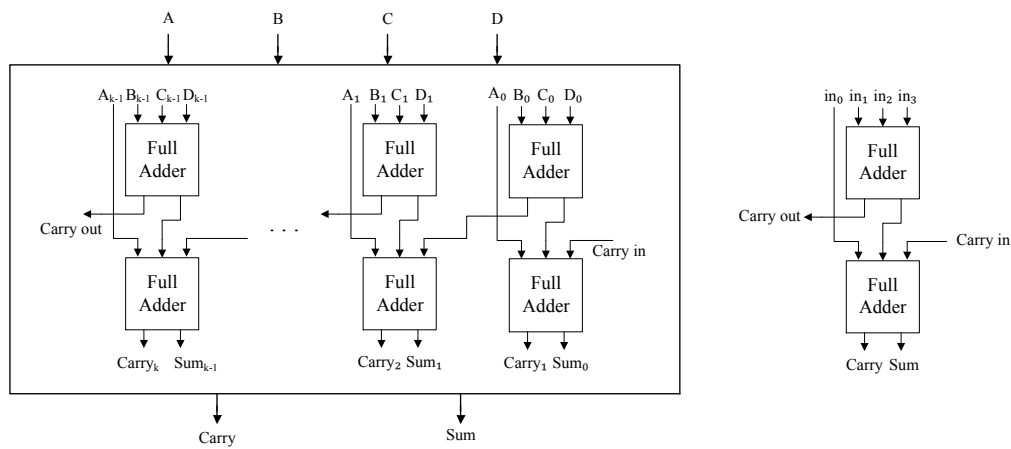 A B C D
Aₖ₋₁ Bₖ₋₁ Cₖ₋₁ Dₖ₋₁ A₁ B₁ C₁ D₁ A₀ B₀ C₀ D₀ in₀ in₁ in₂ in₃
Full Full Full Full
Adder Adder Adder Adder
Carry out Carry out
. . .
Carry in Carry in
Full Full Full Full
Adder Adder Adder Adder
Carryₖ Sumₖ₋₁ Carry₂ Sum₁ Carry₁ Sum₀ Carry Sum
Carry Sum